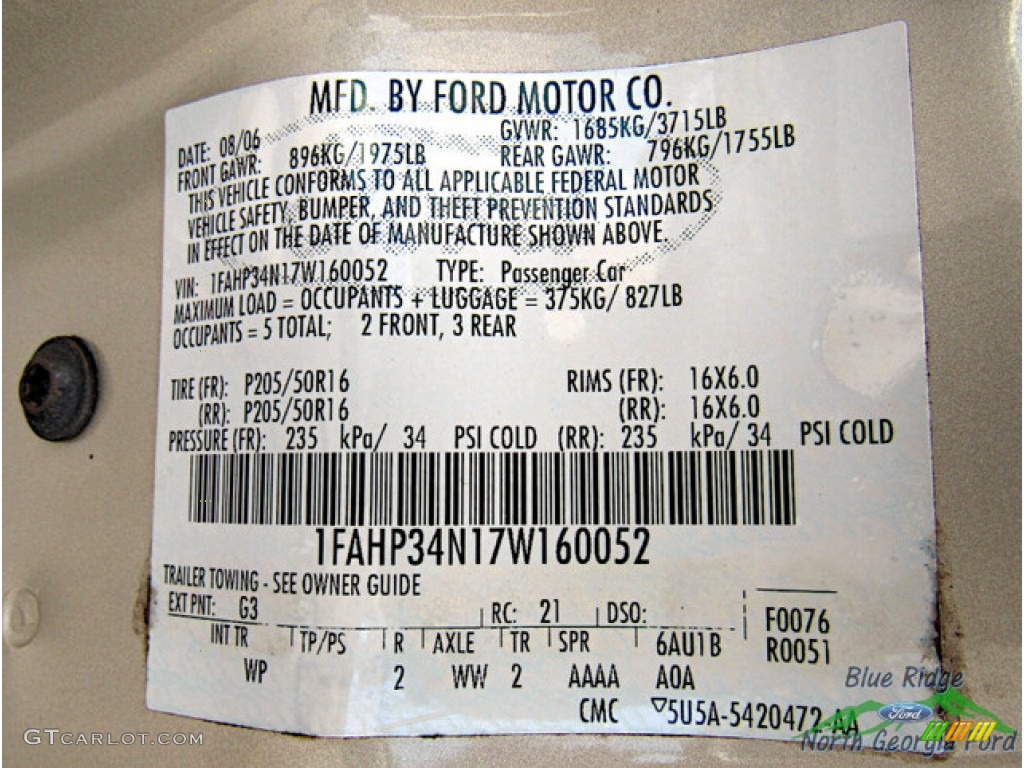 MFD. BY FORD MOTOR CO.
DATE: 08/06 GVWR: 1685KG/3715LB
FRONT GAWR: 896KG/1975LB REAR GAWR: 796KG/1755LB
THIS VEHICLE CONFORMS TO ALL APPLICABLE FEDERAL MOTOR
VEHICLE SAFETY, BUMPER, AND THEFT PREVENTION STANDARDS
IN EFFECT ON THE DATE OF MANUFACTURE SHOWN ABOVE.
VIN: 1FAHP34N17W160052 TYPE: Passenger Car
MAXIMUM LOAD = OCCUPANTS + LUGGAGE = 375KG/ 827LB
OCCUPANTS = 5 TOTAL; 2 FRONT, 3 REAR
TIRE (FR): P205/50R16 RIMS (FR): 16X6.0
(RR): P205/50R16 (RR): 16X6.0
PRESSURE (FR): 235 kPa/ 34 PSI COLD (RR): 235 kPa/ 34 PSI COLD
1FAHP34N17W160052
TRAILER TOWING - SEE OWNER GUIDE
EXT PNT: G3 RC: 21 DSO: F0076
INT TR TP/PS R AXLE TR SPR 6AU1B R0051
WP 2 WW 2 AAAA A0A
CMC ▽5U5A-5420472-AA
Blue Ridge
Ford
North Georgia Ford
GTCARLOT.COM